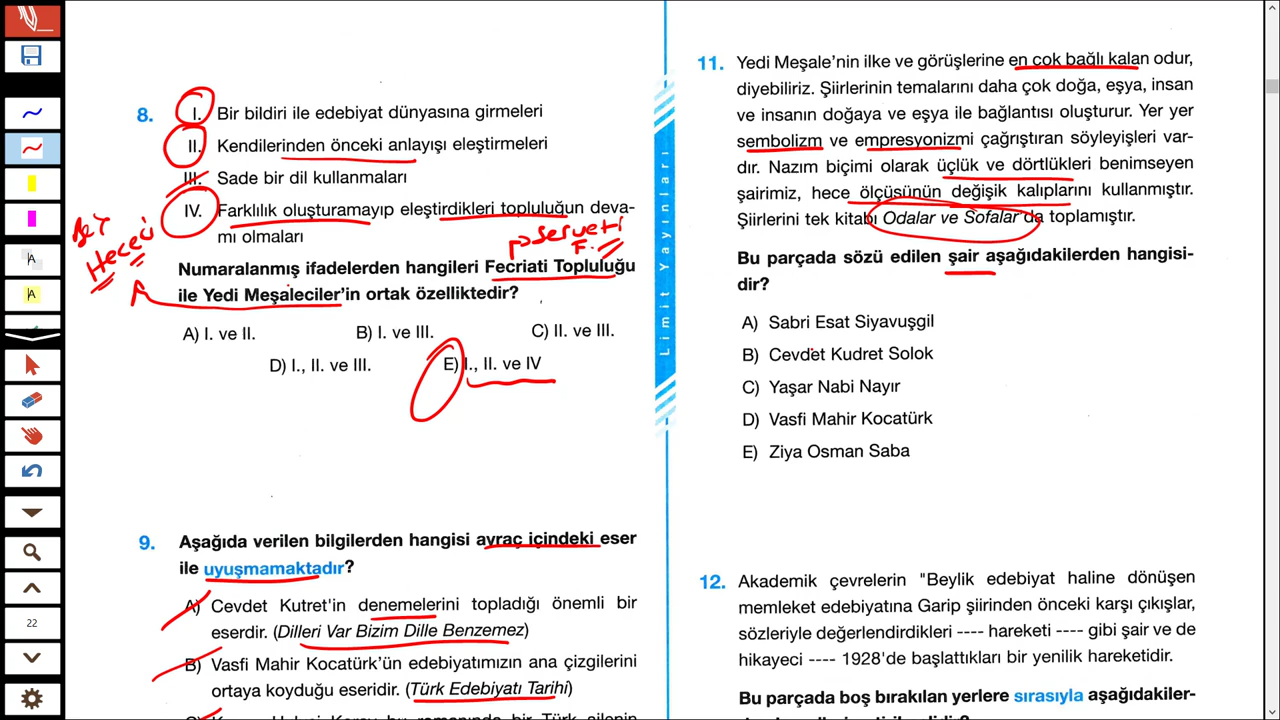 8.
I. Bir bildiri ile edebiyat dünyasına girmeleri
II. Kendilerinden önceki anlayışı eleştirmeleri
III. Sade bir dil kullanmaları
IV. Farklılık oluşturamayıp eleştirdikleri topluluğun deva-
mı olmaları
Beş
Hececi
Serveti
F.
Numaralanmış ifadelerden hangileri Fecriati Topluluğu
ile Yedi Meşaleciler'in ortak özelliktedir?
A) I. ve II.
B) I. ve III.
C) II. ve III.
D) I., II. ve III.
E) I., II. ve IV
9. Aşağıda verilen bilgilerden hangisi ayraç içindeki eser
ile uyuşmamaktadır?
A) Cevdet Kutret'in denemelerini topladığı önemli bir
eserdir. (Dilleri Var Bizim Dille Benzemez)
B) Vasfi Mahir Kocatürk'ün edebiyatımızın ana çizgilerini
ortaya koyduğu eseridir. (Türk Edebiyatı Tarihi)
Limit Yayınları
11. Yedi Meşale'nin ilke ve görüşlerine en çok bağlı kalan odur,
diyebiliriz. Şiirlerinin temalarını daha çok doğa, eşya, insan
ve insanın doğaya ve eşya ile bağlantısı oluşturur. Yer yer
sembolizm ve empresyonizmi çağrıştıran söyleyişleri var-
dır. Nazım biçimi olarak üçlük ve dörtlükleri benimseyen
şairimiz, hece ölçüsünün değişik kalıplarını kullanmıştır.
Şiirlerini tek kitabı Odalar ve Sofalar'da toplamıştır.
Bu parçada sözü edilen şair aşağıdakilerden hangisi-
dir?
A) Sabri Esat Siyavuşgil
B) Cevdet Kudret Solok
C) Yaşar Nabi Nayır
D) Vasfi Mahir Kocatürk
E) Ziya Osman Saba
12. Akademik çevrelerin "Beylik edebiyat haline dönüşen
memleket edebiyatına Garip şiirinden önceki karşı çıkışlar,
sözleriyle değerlendirdikleri ---- hareketi ---- gibi şair ve de
hikayeci ---- 1928'de başlattıkları bir yenilik hareketidir.
Bu parçada boş bırakılan yerlere sırasıyla aşağıdakiler-
A
A
22